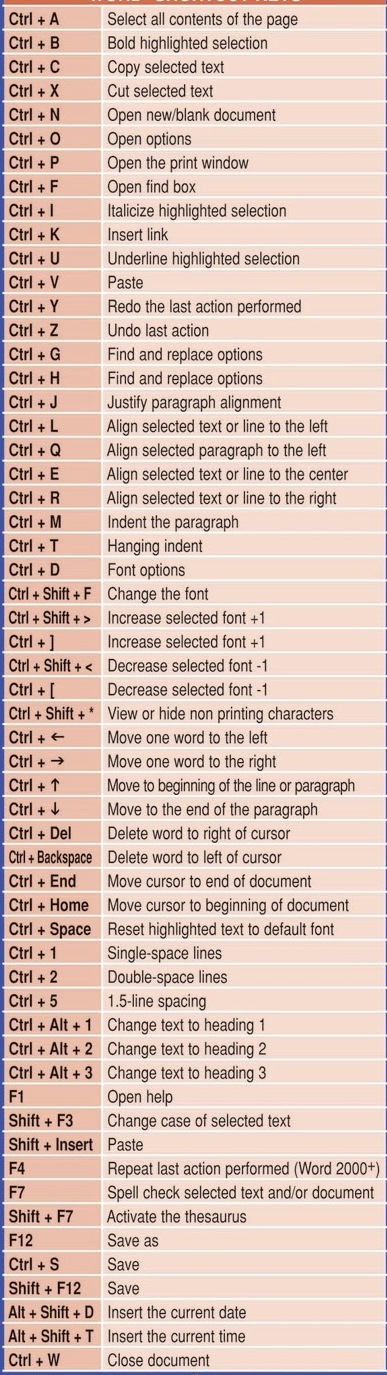 Ctrl + A Select all contents of the page
Ctrl + B Bold highlighted selection
Ctrl + C Copy selected text
Ctrl + X Cut selected text
Ctrl + N Open new/blank document
Ctrl + O Open options
Ctrl + P Open the print window
Ctrl + F Open find box
Ctrl + I Italicize highlighted selection
Ctrl + K Insert link
Ctrl + U Underline highlighted selection
Ctrl + V Paste
Ctrl + Y Redo the last action performed
Ctrl + Z Undo last action
Ctrl + G Find and replace options
Ctrl + H Find and replace options
Ctrl + J Justify paragraph alignment
Ctrl + L Align selected text or line to the left
Ctrl + Q Align selected paragraph to the left
Ctrl + E Align selected text or line to the center
Ctrl + R Align selected text or line to the right
Ctrl + M Indent the paragraph
Ctrl + T Hanging indent
Ctrl + D Font options
Ctrl + Shift + F Change the font
Ctrl + Shift + > Increase selected font +1
Ctrl + ] Increase selected font +1
Ctrl + Shift + < Decrease selected font -1
Ctrl + [ Decrease selected font -1
Ctrl + Shift + * View or hide non printing characters
Ctrl + ← Move one word to the left
Ctrl + → Move one word to the right
Ctrl + ↑ Move to beginning of the line or paragraph
Ctrl + ↓ Move to the end of the paragraph
Ctrl + Del Delete word to right of cursor
Ctrl + Backspace Delete word to left of cursor
Ctrl + End Move cursor to end of document
Ctrl + Home Move cursor to beginning of document
Ctrl + Space Reset highlighted text to default font
Ctrl + 1 Single-space lines
Ctrl + 2 Double-space lines
Ctrl + 5 1.5-line spacing
Ctrl + Alt + 1 Change text to heading 1
Ctrl + Alt + 2 Change text to heading 2
Ctrl + Alt + 3 Change text to heading 3
F1 Open help
Shift + F3 Change case of selected text
Shift + Insert Paste
F4 Repeat last action performed (Word 2000+)
F7 Spell check selected text and/or document
Shift + F7 Activate the thesaurus
F12 Save as
Ctrl + S Save
Shift + F12 Save
Alt + Shift + D Insert the current date
Alt + Shift + T Insert the current time
Ctrl + W Close document